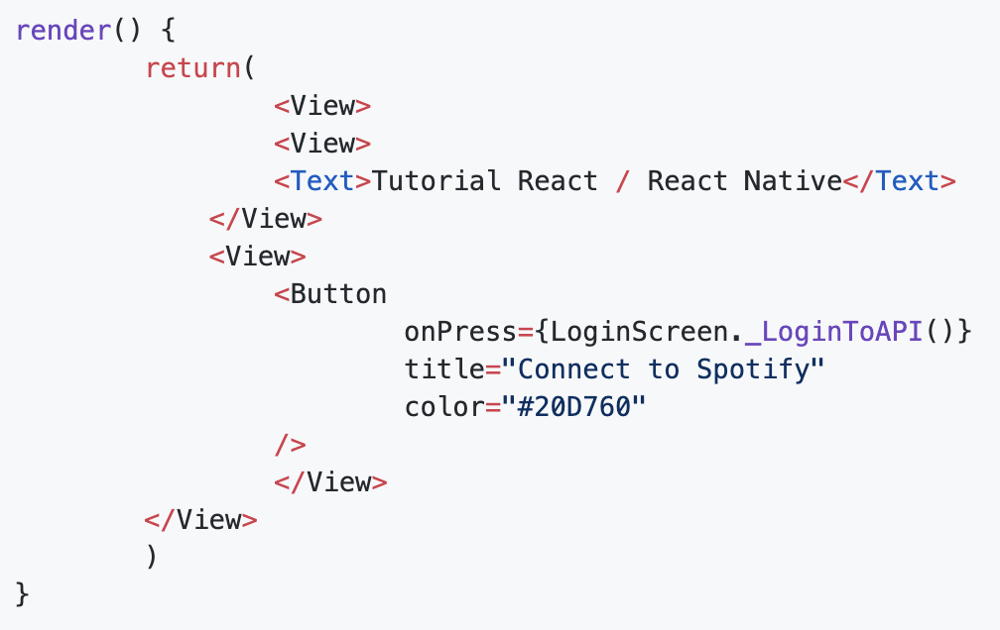 render() {
return(
<View>
<View>
<Text>Tutorial React / React Native</Text>
</View>
<View>
<Button
onPress={LoginScreen._LoginToAPI()}
title="Connect to Spotify"
color="#20D760"
/>
</View>
</View>
)
}